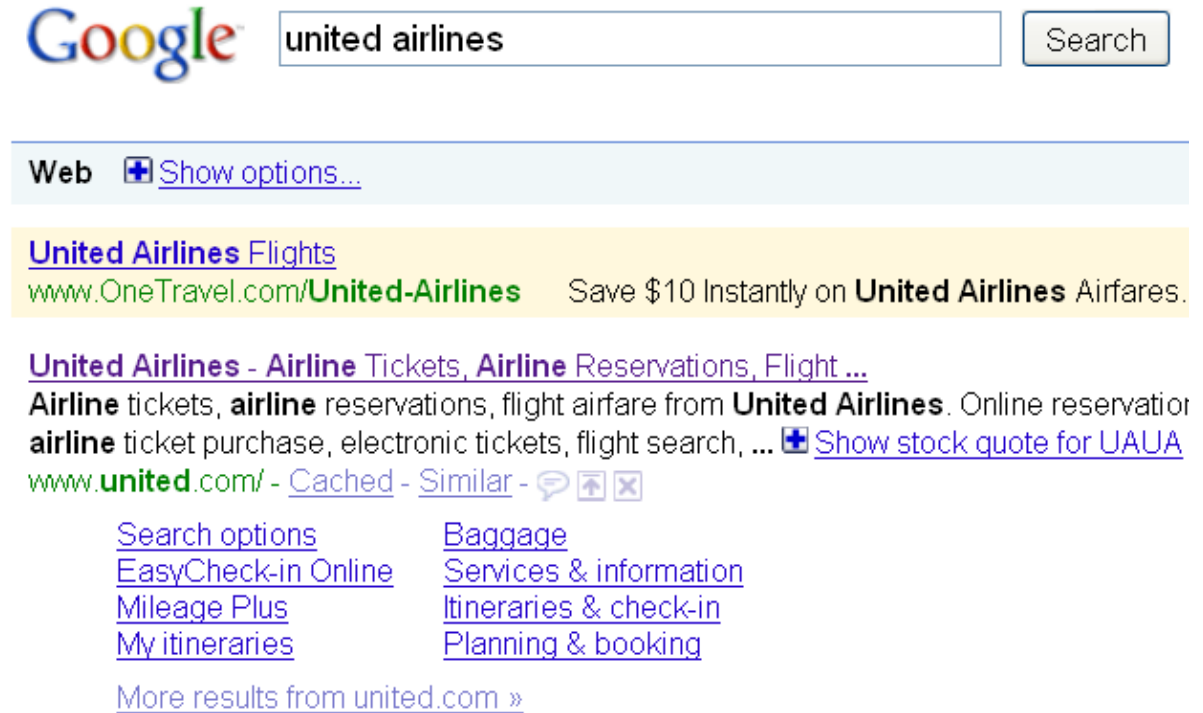 Google united airlines Search
Web Show options...
United Airlines Flights
www.OneTravel.com/United-Airlines Save $10 Instantly on United Airlines Airfares.
United Airlines - Airline Tickets, Airline Reservations, Flight ...
Airline tickets, airline reservations, flight airfare from United Airlines. Online
airline ticket purchase, electronic tickets, flight search, ... Show stock quote for UAUA
www.united.com/ - Cached - Similar -
Search options Baggage
EasyCheck-in Online Services & information
Mileage Plus Itineraries & check-in
My itineraries Planning & booking
More results from united.com »